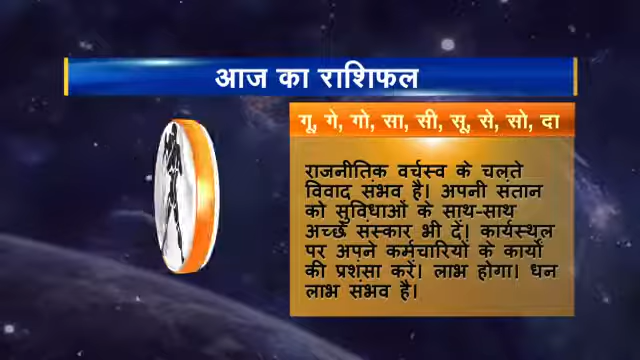 आज का राशिफल
गू, गे, गो, सा, सी, सू, से, सो, दा
राजनीतिक वर्चस्व के चलते
विवाद संभव है। अपनी संतान
को सुविधाओं के साथ-साथ
अच्छे संस्कार भी दें। कार्यस्थल
पर अपने कर्मचारियों के कार्यों
की प्रशंसा करें। लाभ होगा। धन
लाभ संभव है।